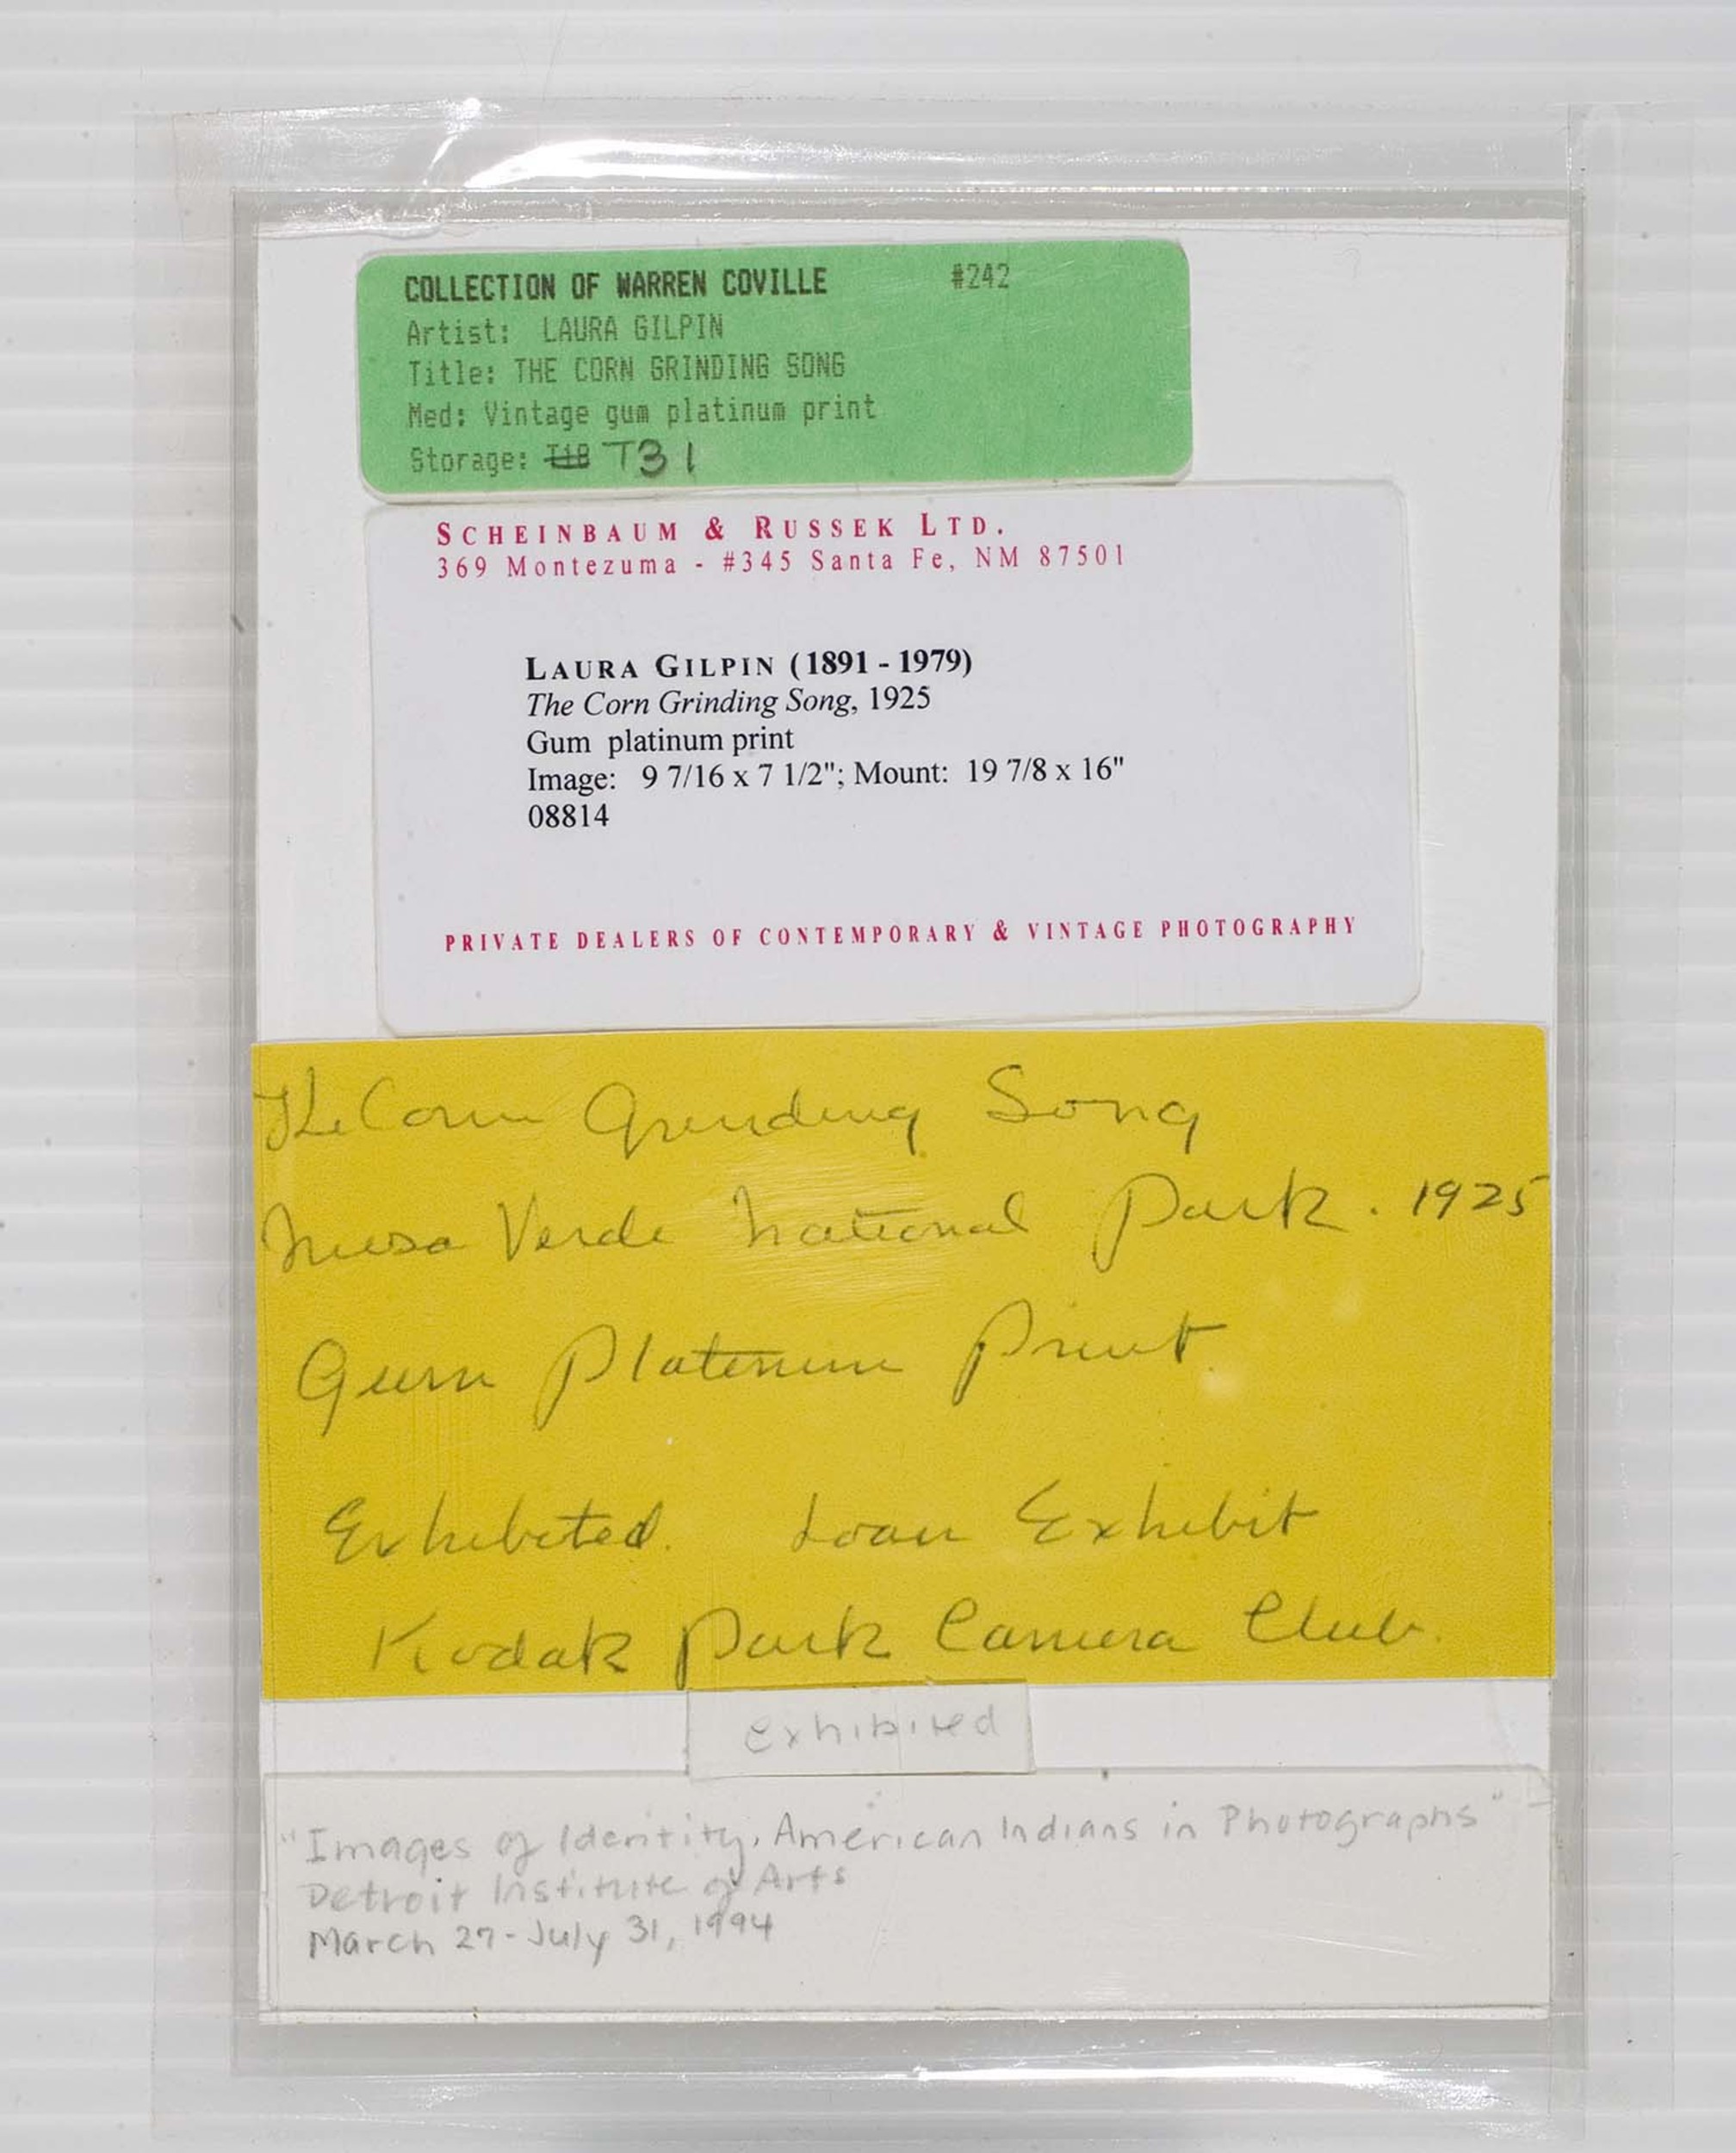 COLLECTION OF WARREN COVILLE #242
Artist: LAURA GILPIN
Title: THE CORN GRINDING SONG
Med: Vintage gum platinum print
Storage: T18 T31
SCHEINBAUM & RUSSEK LTD.
369 Montezuma - #345 Santa Fe, NM 87501
LAURA GILPIN (1891 - 1979)
The Corn Grinding Song, 1925
Gum platinum print
Image: 9 7/16 x 7 1/2"; Mount: 19 7/8 x 16"
08814
PRIVATE DEALERS OF CONTEMPORARY & VINTAGE PHOTOGRAPHY
The Corn Grinding Song
Mesa Verde National Park. 1925
Gum Platinum Print.
Exhibited. Loan Exhibit
Kodak Park Camera Club.
exhibited
"Images of Identity, American Indians in Photographs"
Detroit Institute of Arts
March 27-July 31, 1994